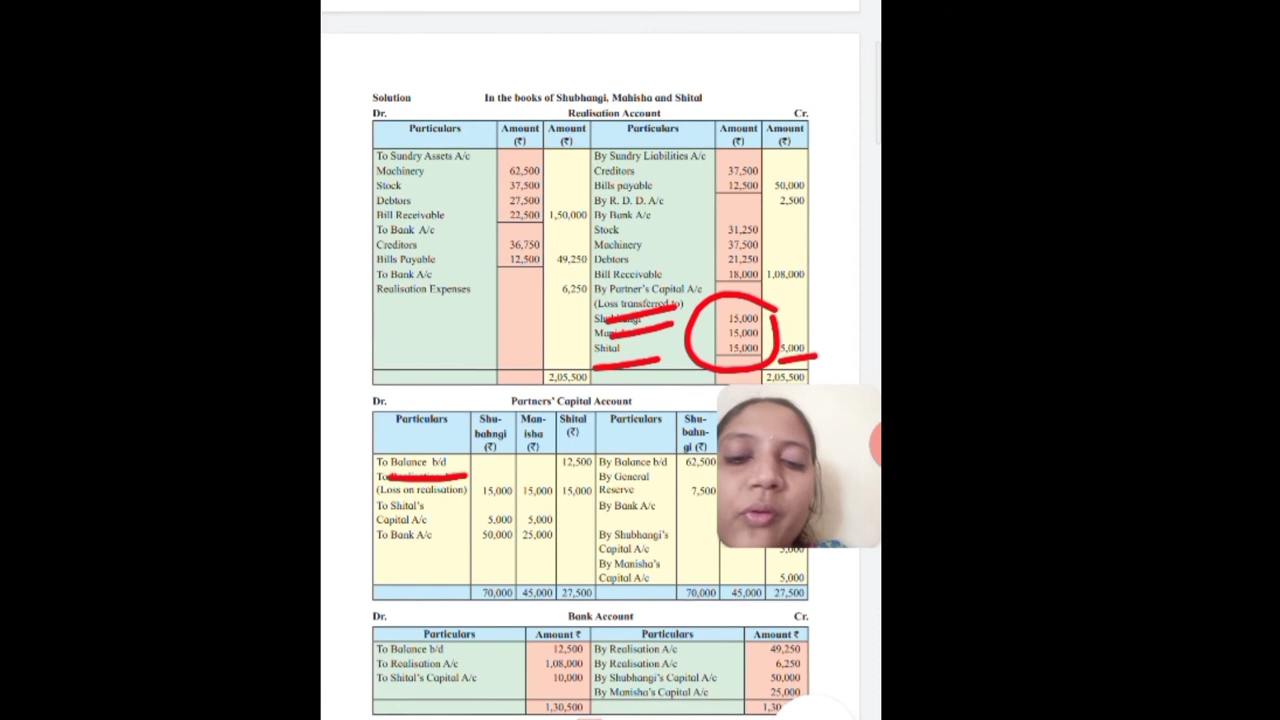 Solution In the books of Shubhangi, Mahisha and Shital
Dr. Realisation Account Cr.
Particulars Amount (₹) Amount (₹) Particulars Amount (₹) Amount (₹)
To Sundry Assets A/c By Sundry Liabilities A/c
Machinery 62,500 Creditors 37,500
Stock 37,500 Bills payable 12,500 50,000
Debtors 27,500 By R. D. D. A/c 2,500
Bill Receivable 22,500 1,50,000 By Bank A/c
To Bank A/c Stock 31,250
Creditors 36,750 Machinery 37,500
Bills Payable 12,500 49,250 Debtors 21,250
To Bank A/c Bill Receivable 18,000 1,08,000
Realisation Expenses 6,250 By Partner's Capital A/c
(Loss transferred to)
15,000
15,000
Shital 15,000 5,000
2,05,500 2,05,500
Dr. Partners' Capital Account
Particulars Shu-bahngi (₹) Man-isha (₹) Shital (₹) Particulars Shu-bahn-gi (₹)
To Balance b/d 12,500 By Balance b/d 62,500
To By General
(Loss on realisation) 15,000 15,000 15,000 Reserve 7,500
To Shital's By Bank A/c
Capital A/c 5,000 5,000
To Bank A/c 50,000 25,000 By Shubhangi's
Capital A/c 5,000
By Manisha's
Capital A/c 5,000
70,000 45,000 27,500 70,000 45,000 27,500
Dr. Bank Account Cr.
Particulars Amount ₹ Particulars Amount ₹
To Balance b/d 12,500 By Realisation A/c 49,250
To Realisation A/c 1,08,000 By Realisation A/c 6,250
To Shital's Capital A/c 10,000 By Shubhangi's Capital A/c 50,000
By Manisha's Capital A/c 25,000
1,30,500 1,30